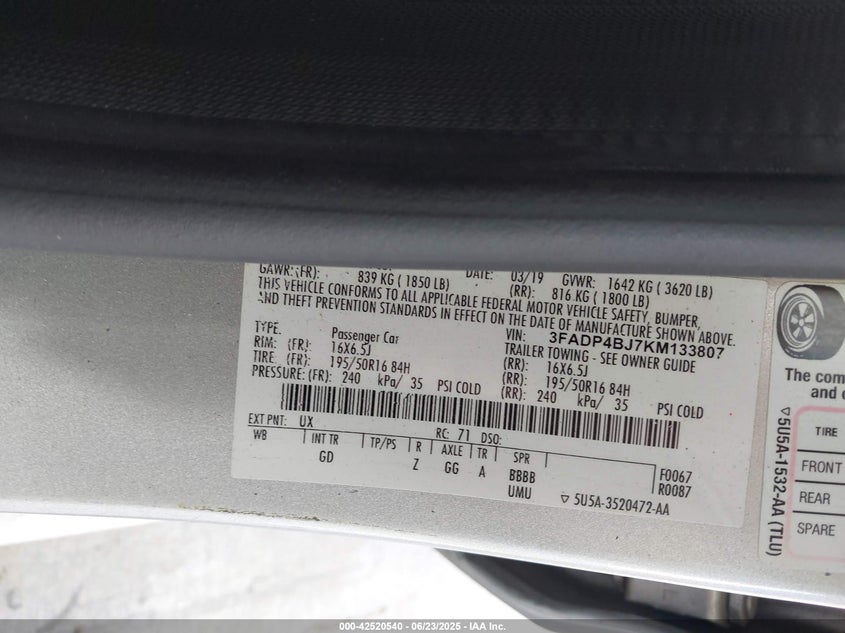 DATE: 03/19 GVWR: 1642 KG ( 3620 LB)
GAWR: (FR): 839 KG ( 1850 LB) (RR): 816 KG ( 1800 LB)
THIS VEHICLE CONFORMS TO ALL APPLICABLE FEDERAL MOTOR VEHICLE SAFETY, BUMPER,
AND THEFT PREVENTION STANDARDS IN EFFECT ON THE DATE OF MANUFACTURE SHOWN ABOVE.
VIN: 3FADP4BJ7KM133807
TYPE: Passenger Car TRAILER TOWING - SEE OWNER GUIDE
RIM: (FR): 16X6.5J (RR): 16X6.5J
TIRE: (FR): 195/50R16 84H (RR): 195/50R16 84H
PRESSURE: (FR): 240 kPa/ 35 PSI COLD (RR): 240 kPa/ 35 PSI COLD
EXT PNT: UX RC: 71 DSO:
WB INT TR TP/PS R AXLE TR SPR
GD Z GG A BBBB F0067
UMU R0087
▽ 5U5A-3520472-AA
The com
and c
TIRE
FRONT
REAR
SPARE
▽5U5A-1532-AA (TLU)
000-42520540 - 06/23/2025 - IAA Inc.